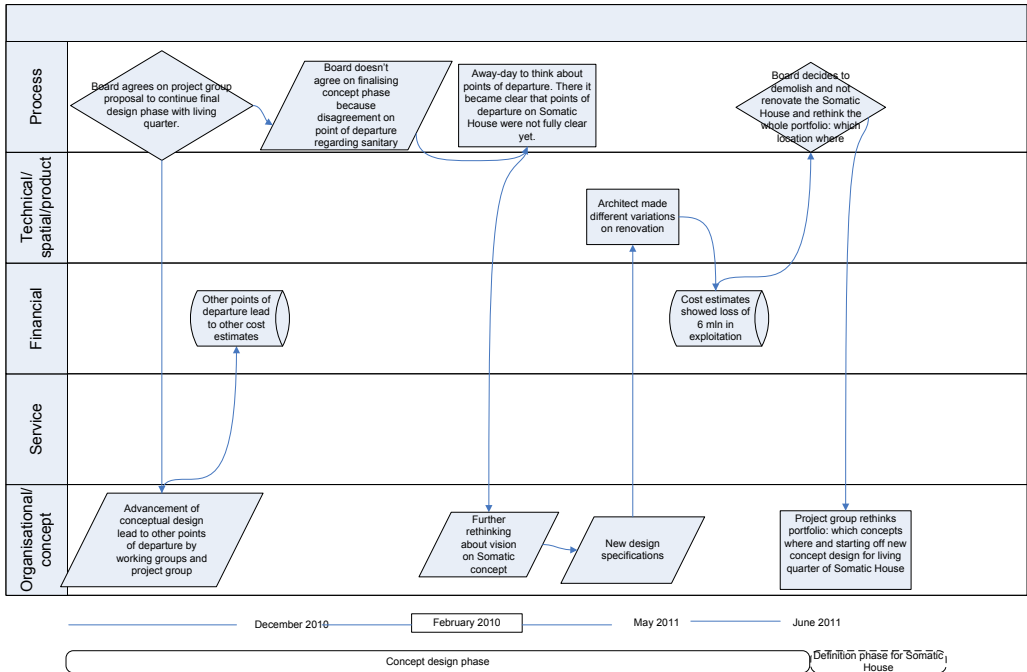 Process
Board agrees on project group
proposal to continue final
design phase with living
quarter.
Board doesn't
agree on finalising
concept phase
because
disagreement on
point of departure
regarding sanitary
Away-day to think about
points of departure. There it
became clear that points of
departure on Somatic
House were not fully clear
yet.
Board decides to
demolish and not
renovate the Somatic
House and rethink
the whole portfolio: which
location where
Technical/
spatial/product
Architect made
different variations
on renovation
Financial
Other points of
departure lead
to other cost
estimates
Cost estimates
showed loss of
6 mln in
exploitation
Service
Organisational/
concept
Advancement of
conceptual design
lead to other points
of departure by
working groups and
project group
Further
rethinking
about vision
on Somatic
concept
New design
specifications
Project group rethinks
portfolio: which concepts
where and starting off new
concept design for living
quarter of Somatic House
December 2010
February 2010
May 2011
June 2011
Concept design phase
Definition phase for Somatic
House